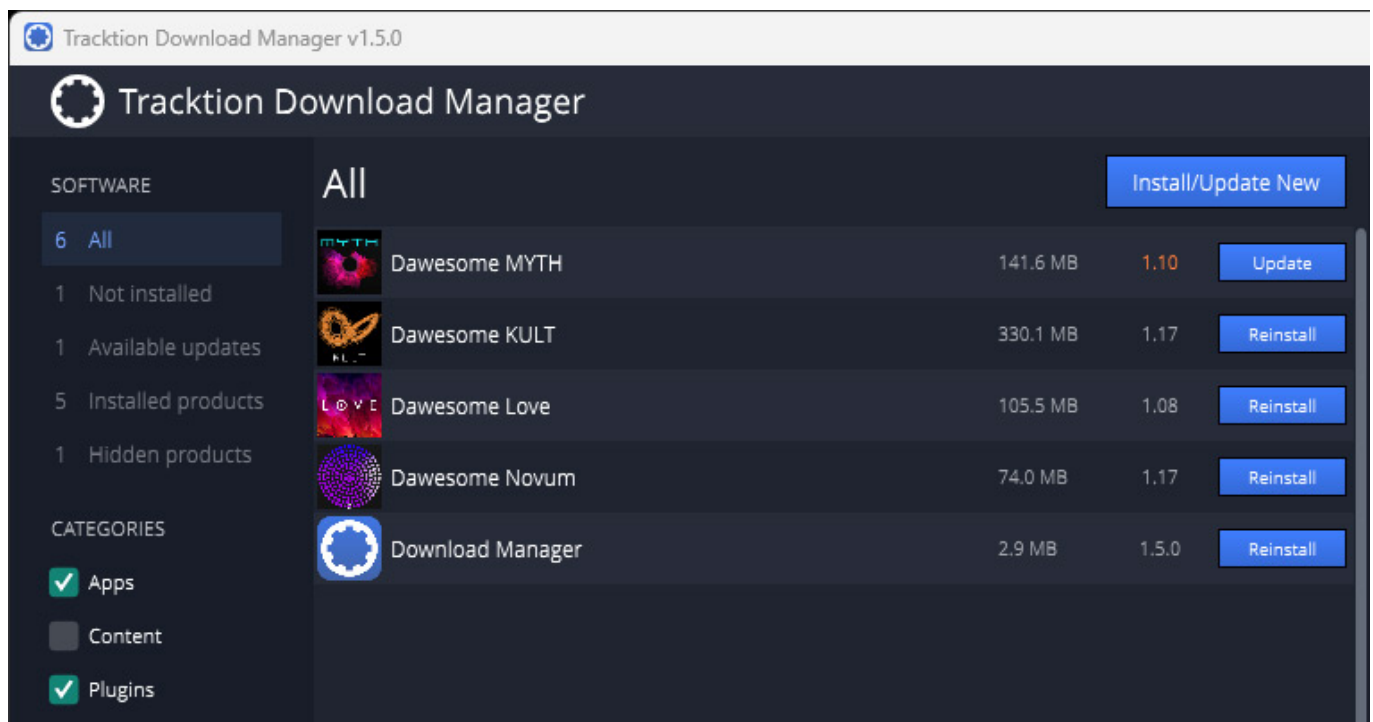 Tracktion Download Manager v1.5.0
Tracktion Download Manager
SOFTWARE
6 All
1 Not installed
1 Available updates
5 Installed products
1 Hidden products
CATEGORIES
Apps
Content
Plugins
All
Install/Update New
MYTH
Dawesome MYTH 141.6 MB 1.10 Update
KULT
Dawesome KULT 330.1 MB 1.17 Reinstall
LOVE
Dawesome Love 105.5 MB 1.08 Reinstall
Dawesome Novum 74.0 MB 1.17 Reinstall
Download Manager 2.9 MB 1.5.0 Reinstall